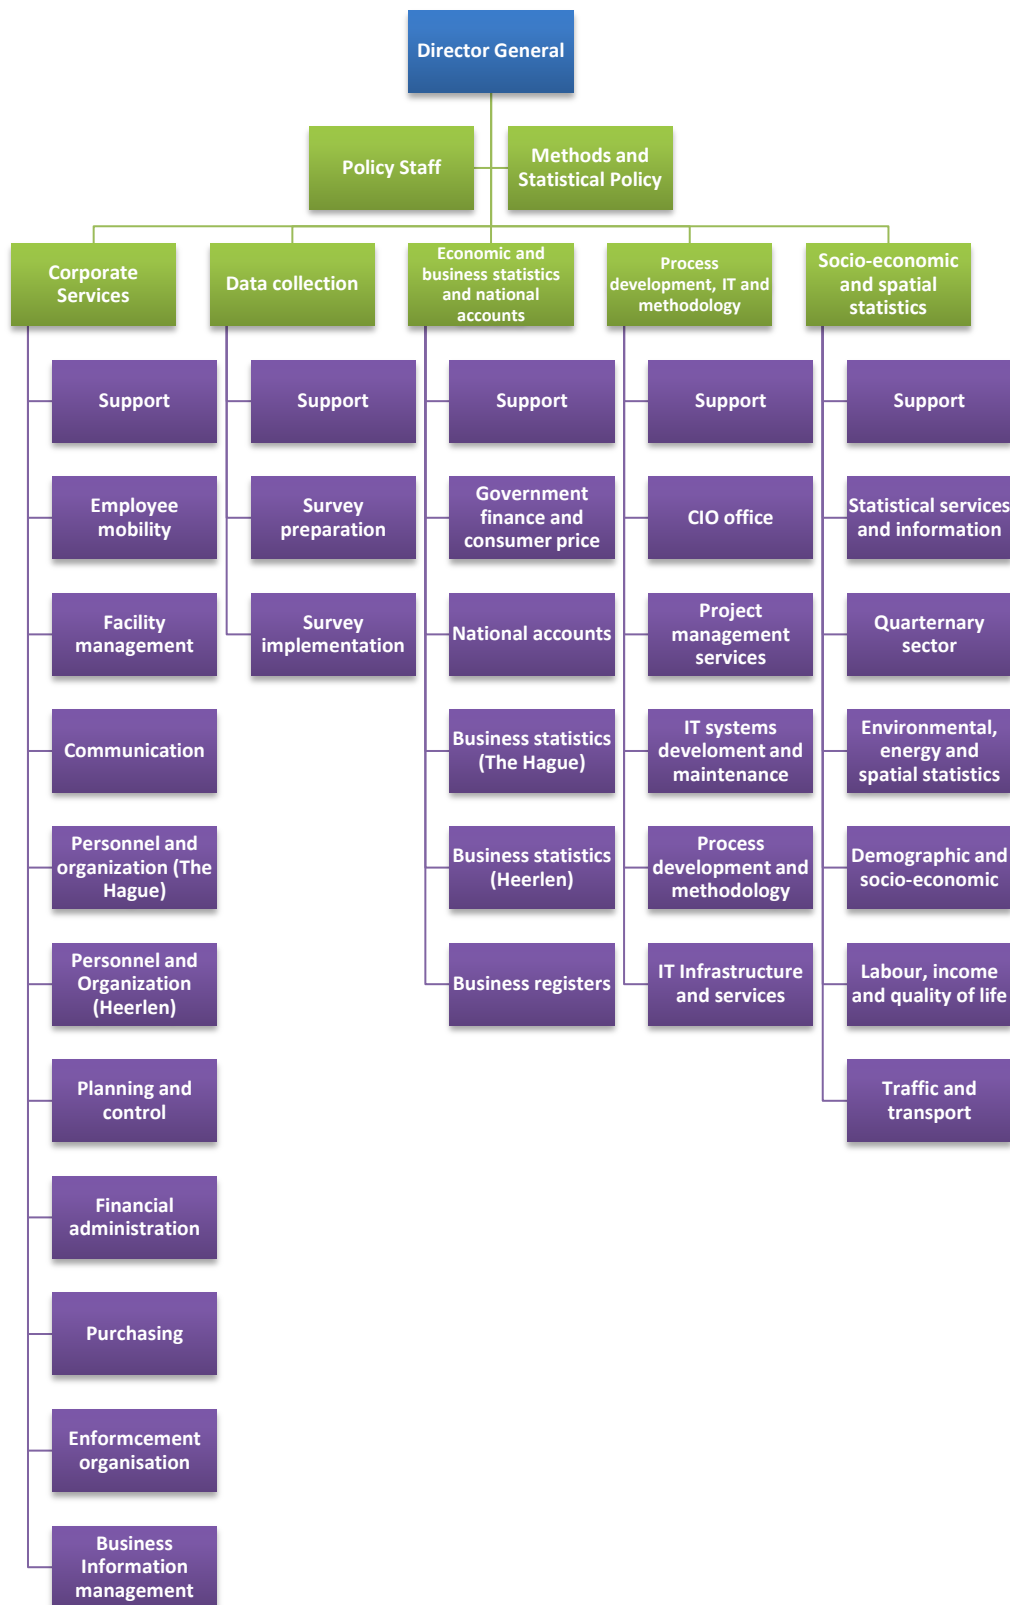 Director General
Policy Staff
Methods and
Statistical Policy
Corporate
Services
Data collection
Economic and
business statistics
and national
accounts
Process
development, IT and
methodology
Socio-economic
and spatial
statistics
Support
Employee
mobility
Facility
management
Communication
Personnel and
organization (The
Hague)
Personnel and
Organization
(Heerlen)
Planning and
control
Financial
administration
Purchasing
Enformcement
organisation
Business
Information
management
Support
Survey
preparation
Survey
implementation
Support
Government
finance and
consumer price
National accounts
Business statistics
(The Hague)
Business statistics
(Heerlen)
Business registers
Support
CIO office
Project
management
services
IT systems
develoment and
maintenance
Process
development and
methodology
IT Infrastructure
and services
Support
Statistical services
and information
Quarternary
sector
Environmental,
energy and
spatial statistics
Demographic and
socio-economic
Labour, income
and quality of life
Traffic and
transport